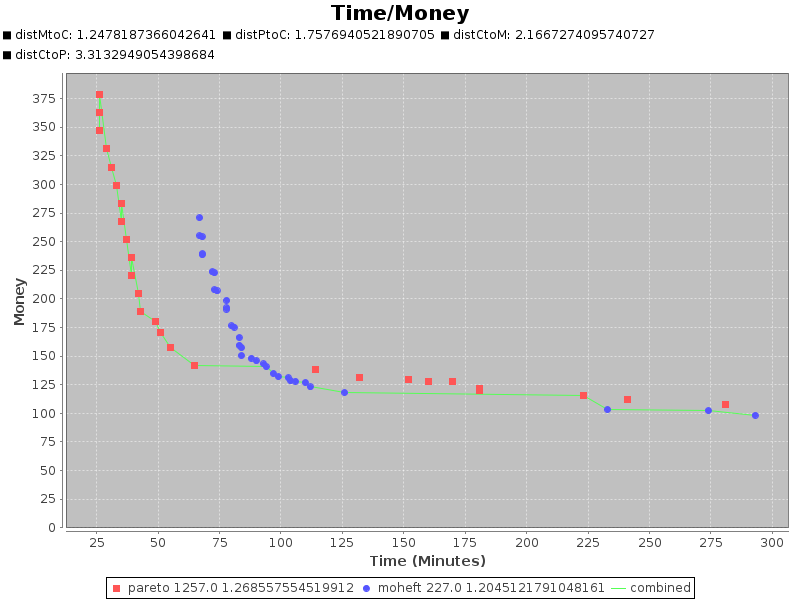 Time/Money
distMtoC: 1.2478187366042641 distPtoC: 1.7576940521890705 distCtoM: 2.1667274095740727
distCtoP: 3.3132949054398684
375
350
325
300
275
250
225
200
175
150
125
100
75
50
25
0
Money
25 50 75 100 125 150 175 200 225 250 275 300
Time (Minutes)
pareto 1257.0 1.268557554519912 moheft 227.0 1.2045121791048161 combined